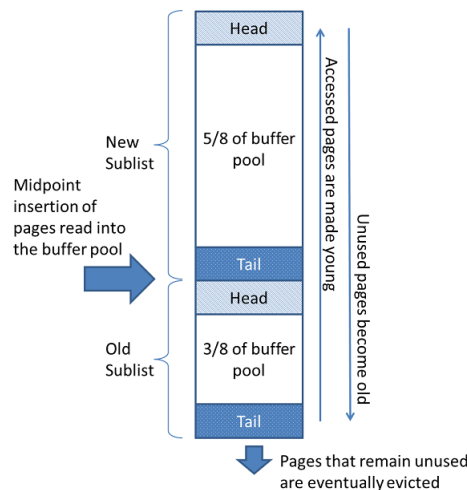 Head
New
Sublist
5/8 of buffer
pool
Midpoint
insertion of
pages read into
the buffer pool
Tail
Head
Old
Sublist
3/8 of buffer
pool
Tail
Accessed pages are made young
Unused pages become old
Pages that remain unused
are eventually evicted